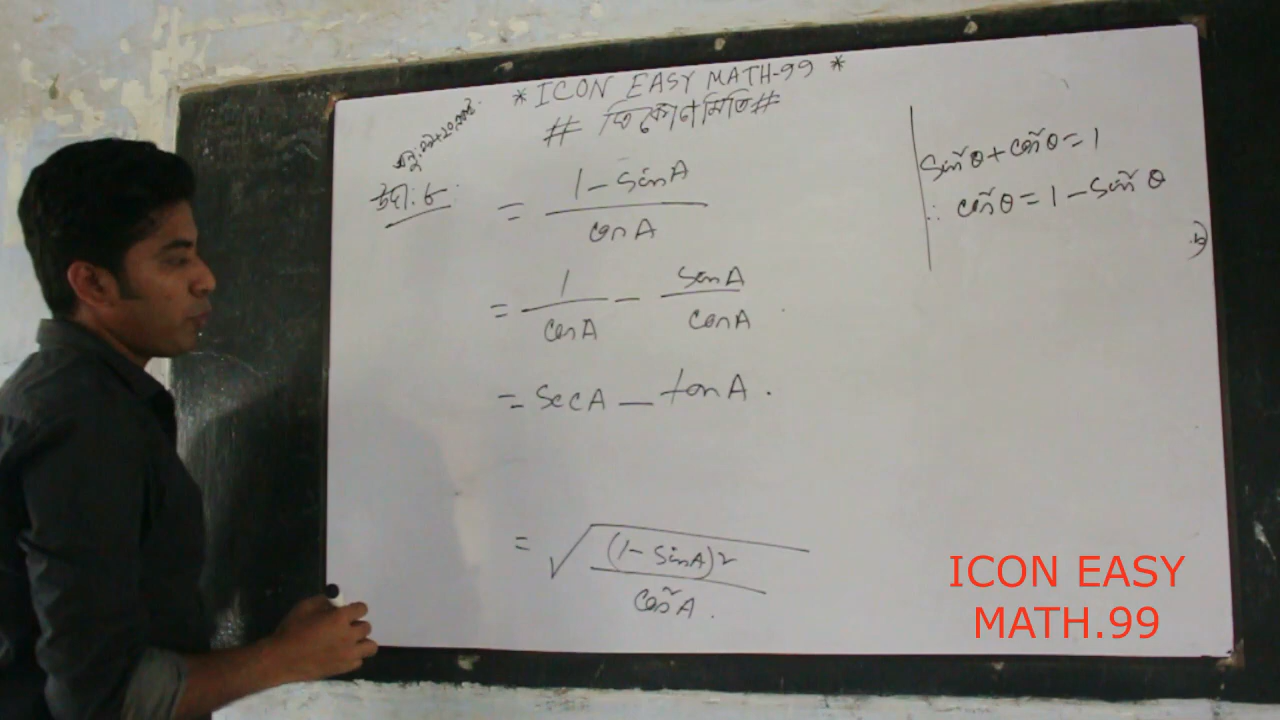 * ICON EASY MATH-99 *
# ত্রিকোণমিতি #
উদা: ৮
= (1 - sinA) / cosA
= 1 / cosA - sinA / cosA
= secA - tanA.
= √((1 - sinA)² / cos²A).
sin²θ + cos²θ = 1
∴ cos²θ = 1 - sin²θ
ICON EASY
MATH.99